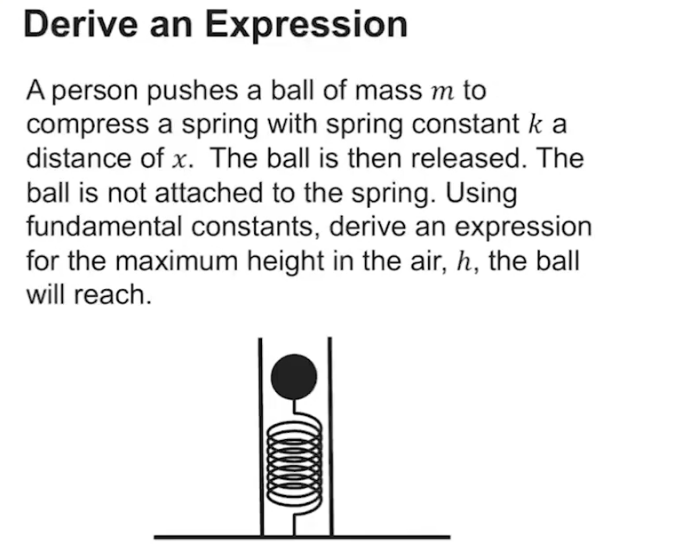 Derive an Expression
A person pushes a ball of mass m to
compress a spring with spring constant k a
distance of x. The ball is then released. The
ball is not attached to the spring. Using
fundamental constants, derive an expression
for the maximum height in the air, h, the ball
will reach.